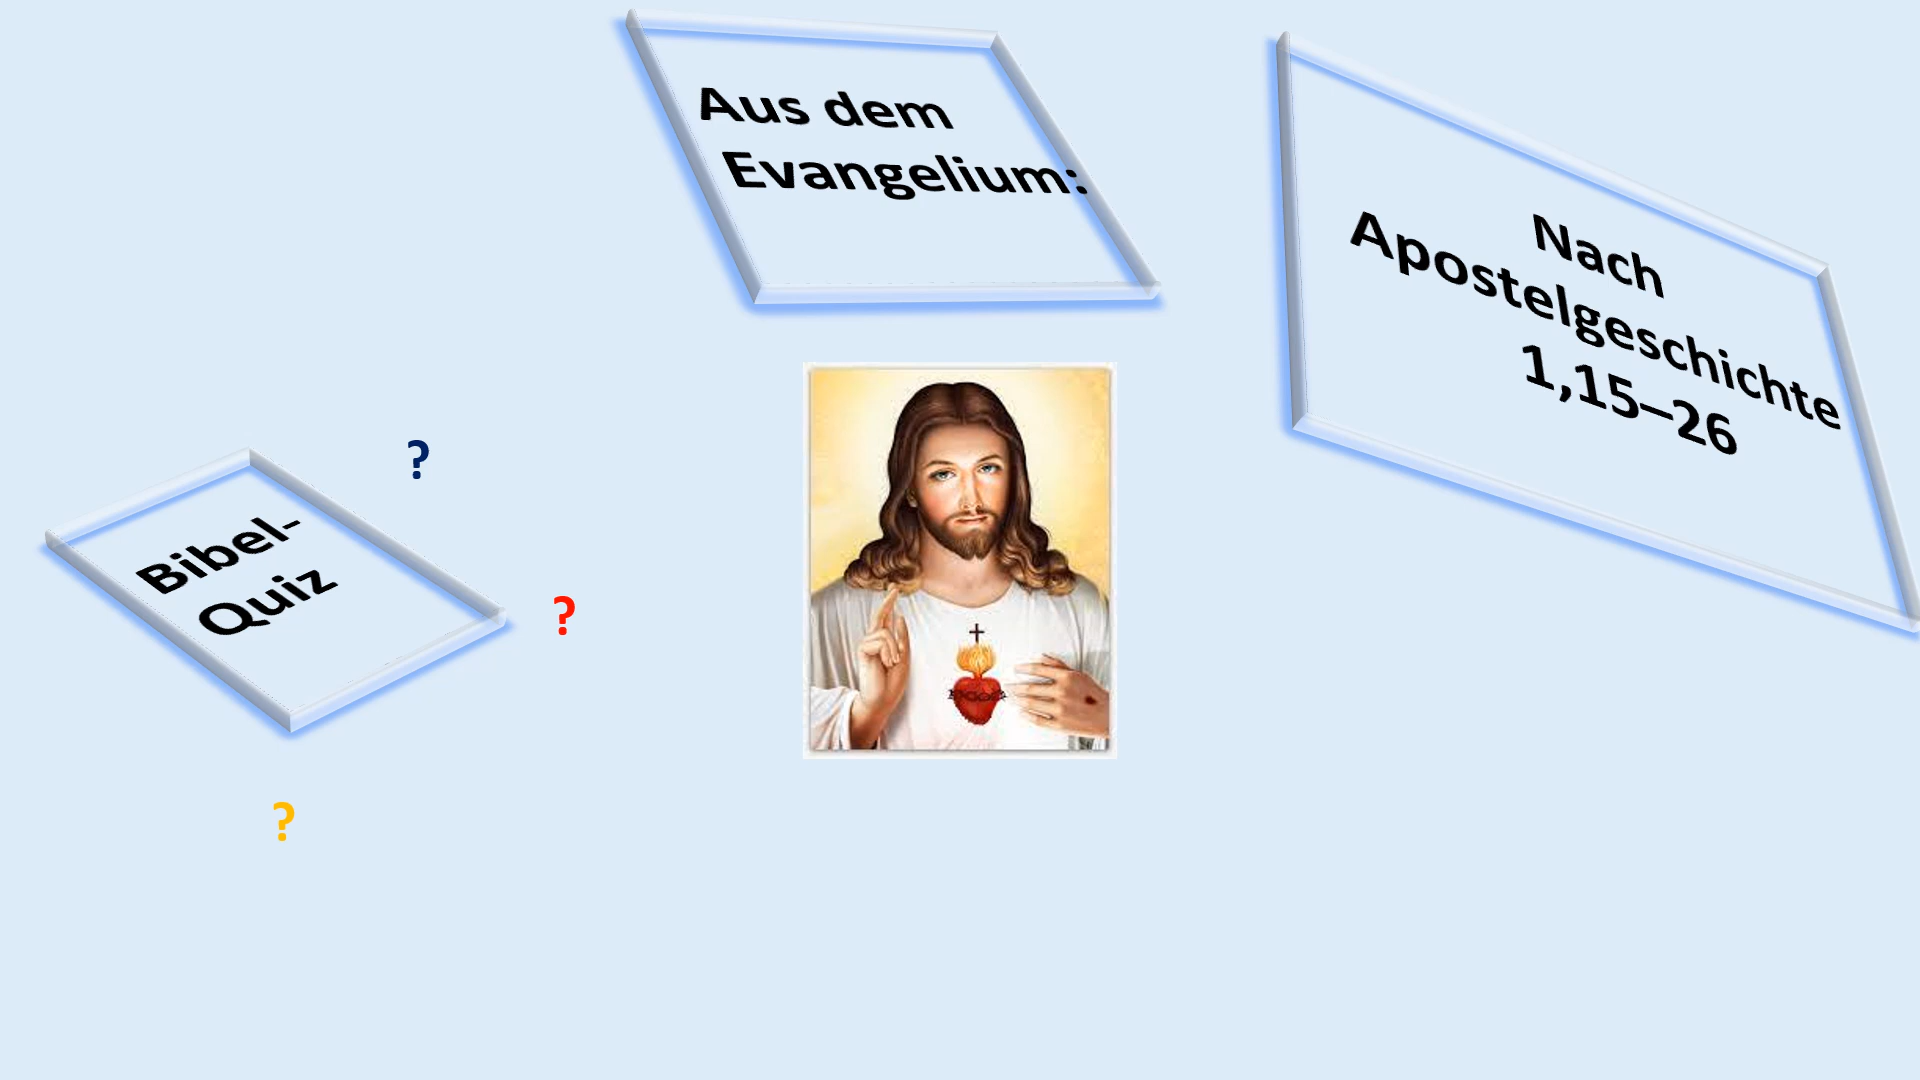 Aus dem
Evangelium:
Nach
Apostelgeschichte
1,15–26
Bibel-
Quiz
?
?
?